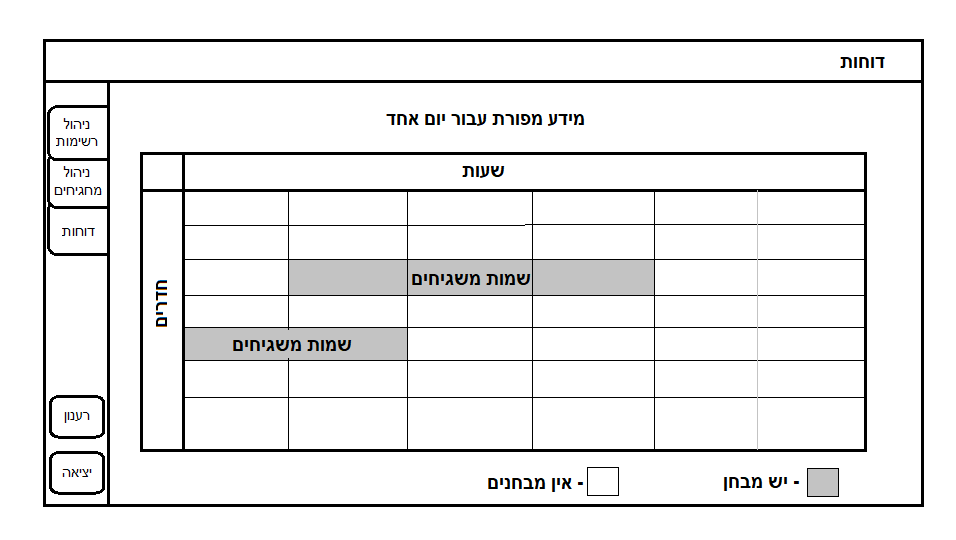 דוחות
מידע מפורת עבור יום אחד
ניהול
רשימות
ניהול
מחגיחים
דוחות
שעות
חדרים
שמות משגיחים
שמות משגיחים
רענון
יציאה
- יש מבחן
- אין מבחנים